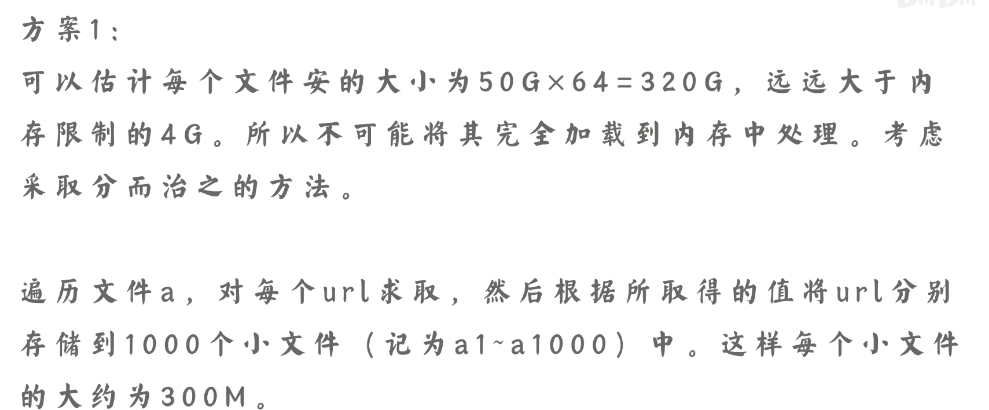 方案1：
可以估计每个文件安的大小为50G×64=320G，远远大于内
存限制的4G。所以不可能将其完全加载到内存中处理。考虑
采取分而治之的方法。
遍历文件a，对每个url求取，然后根据所取得的值将url分别
存储到1000个小文件（记为a1~a1000）中。这样每个小文件
的大约为300M。